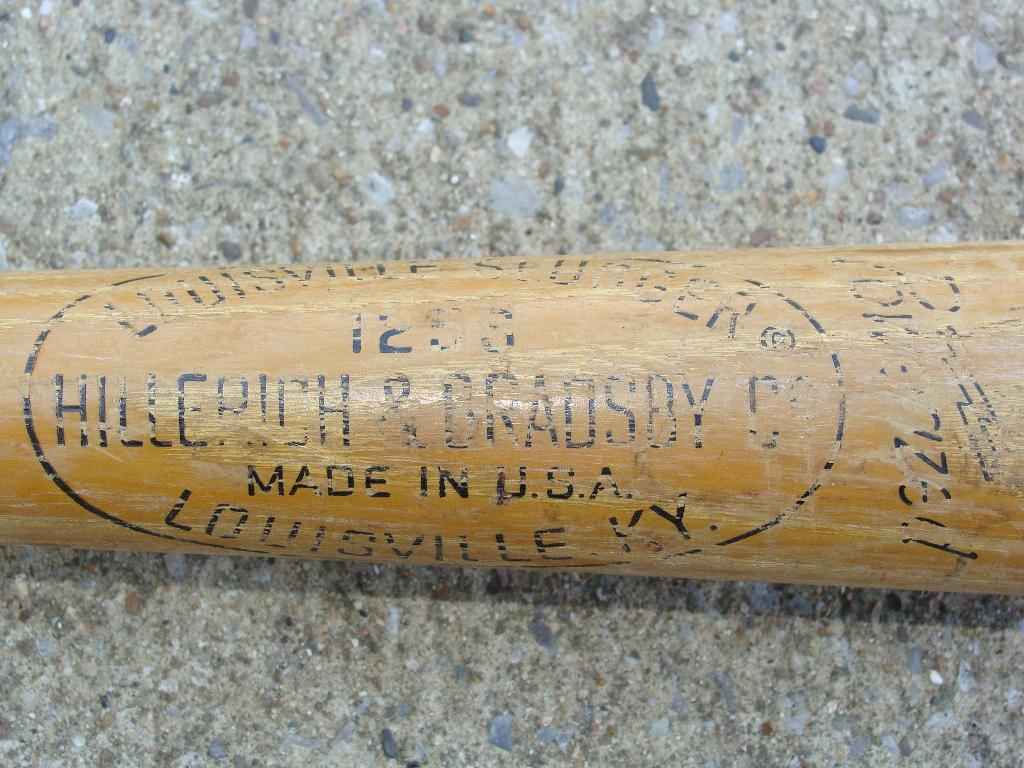 LOUISVILLE SLUGGER
125 S
HILLERICH & BRADSBY Co
MADE IN U.S.A.
LOUISVILLE, KY.